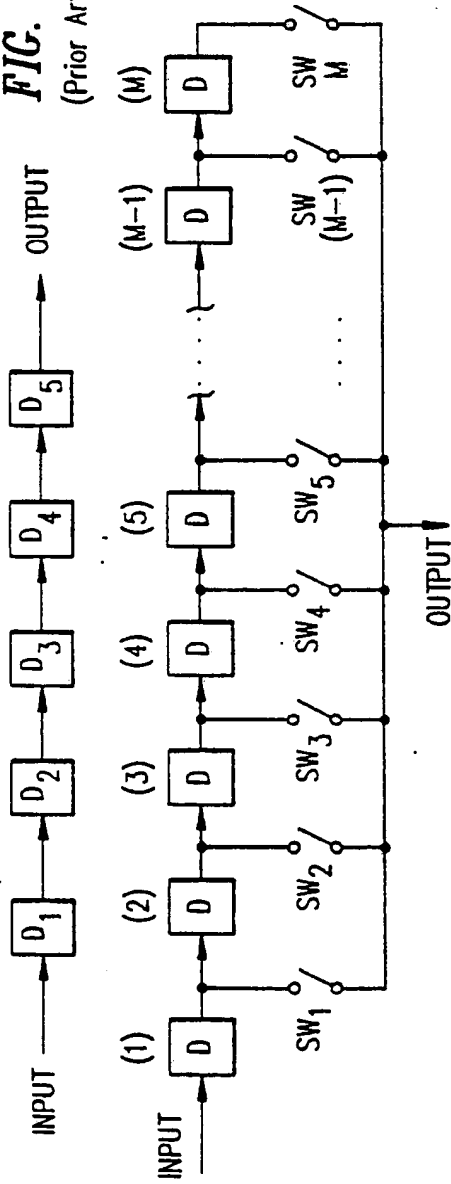 FIG.
(Prior Ar
INPUT D1 D2 D3 D4 D5 OUTPUT
(1) (2) (3) (4) (5) (M-1) (M)
INPUT D D D D D . . . . D D
SW1 SW2 SW3 SW4 SW5 . . . . SW (M-1) SW M
OUTPUT